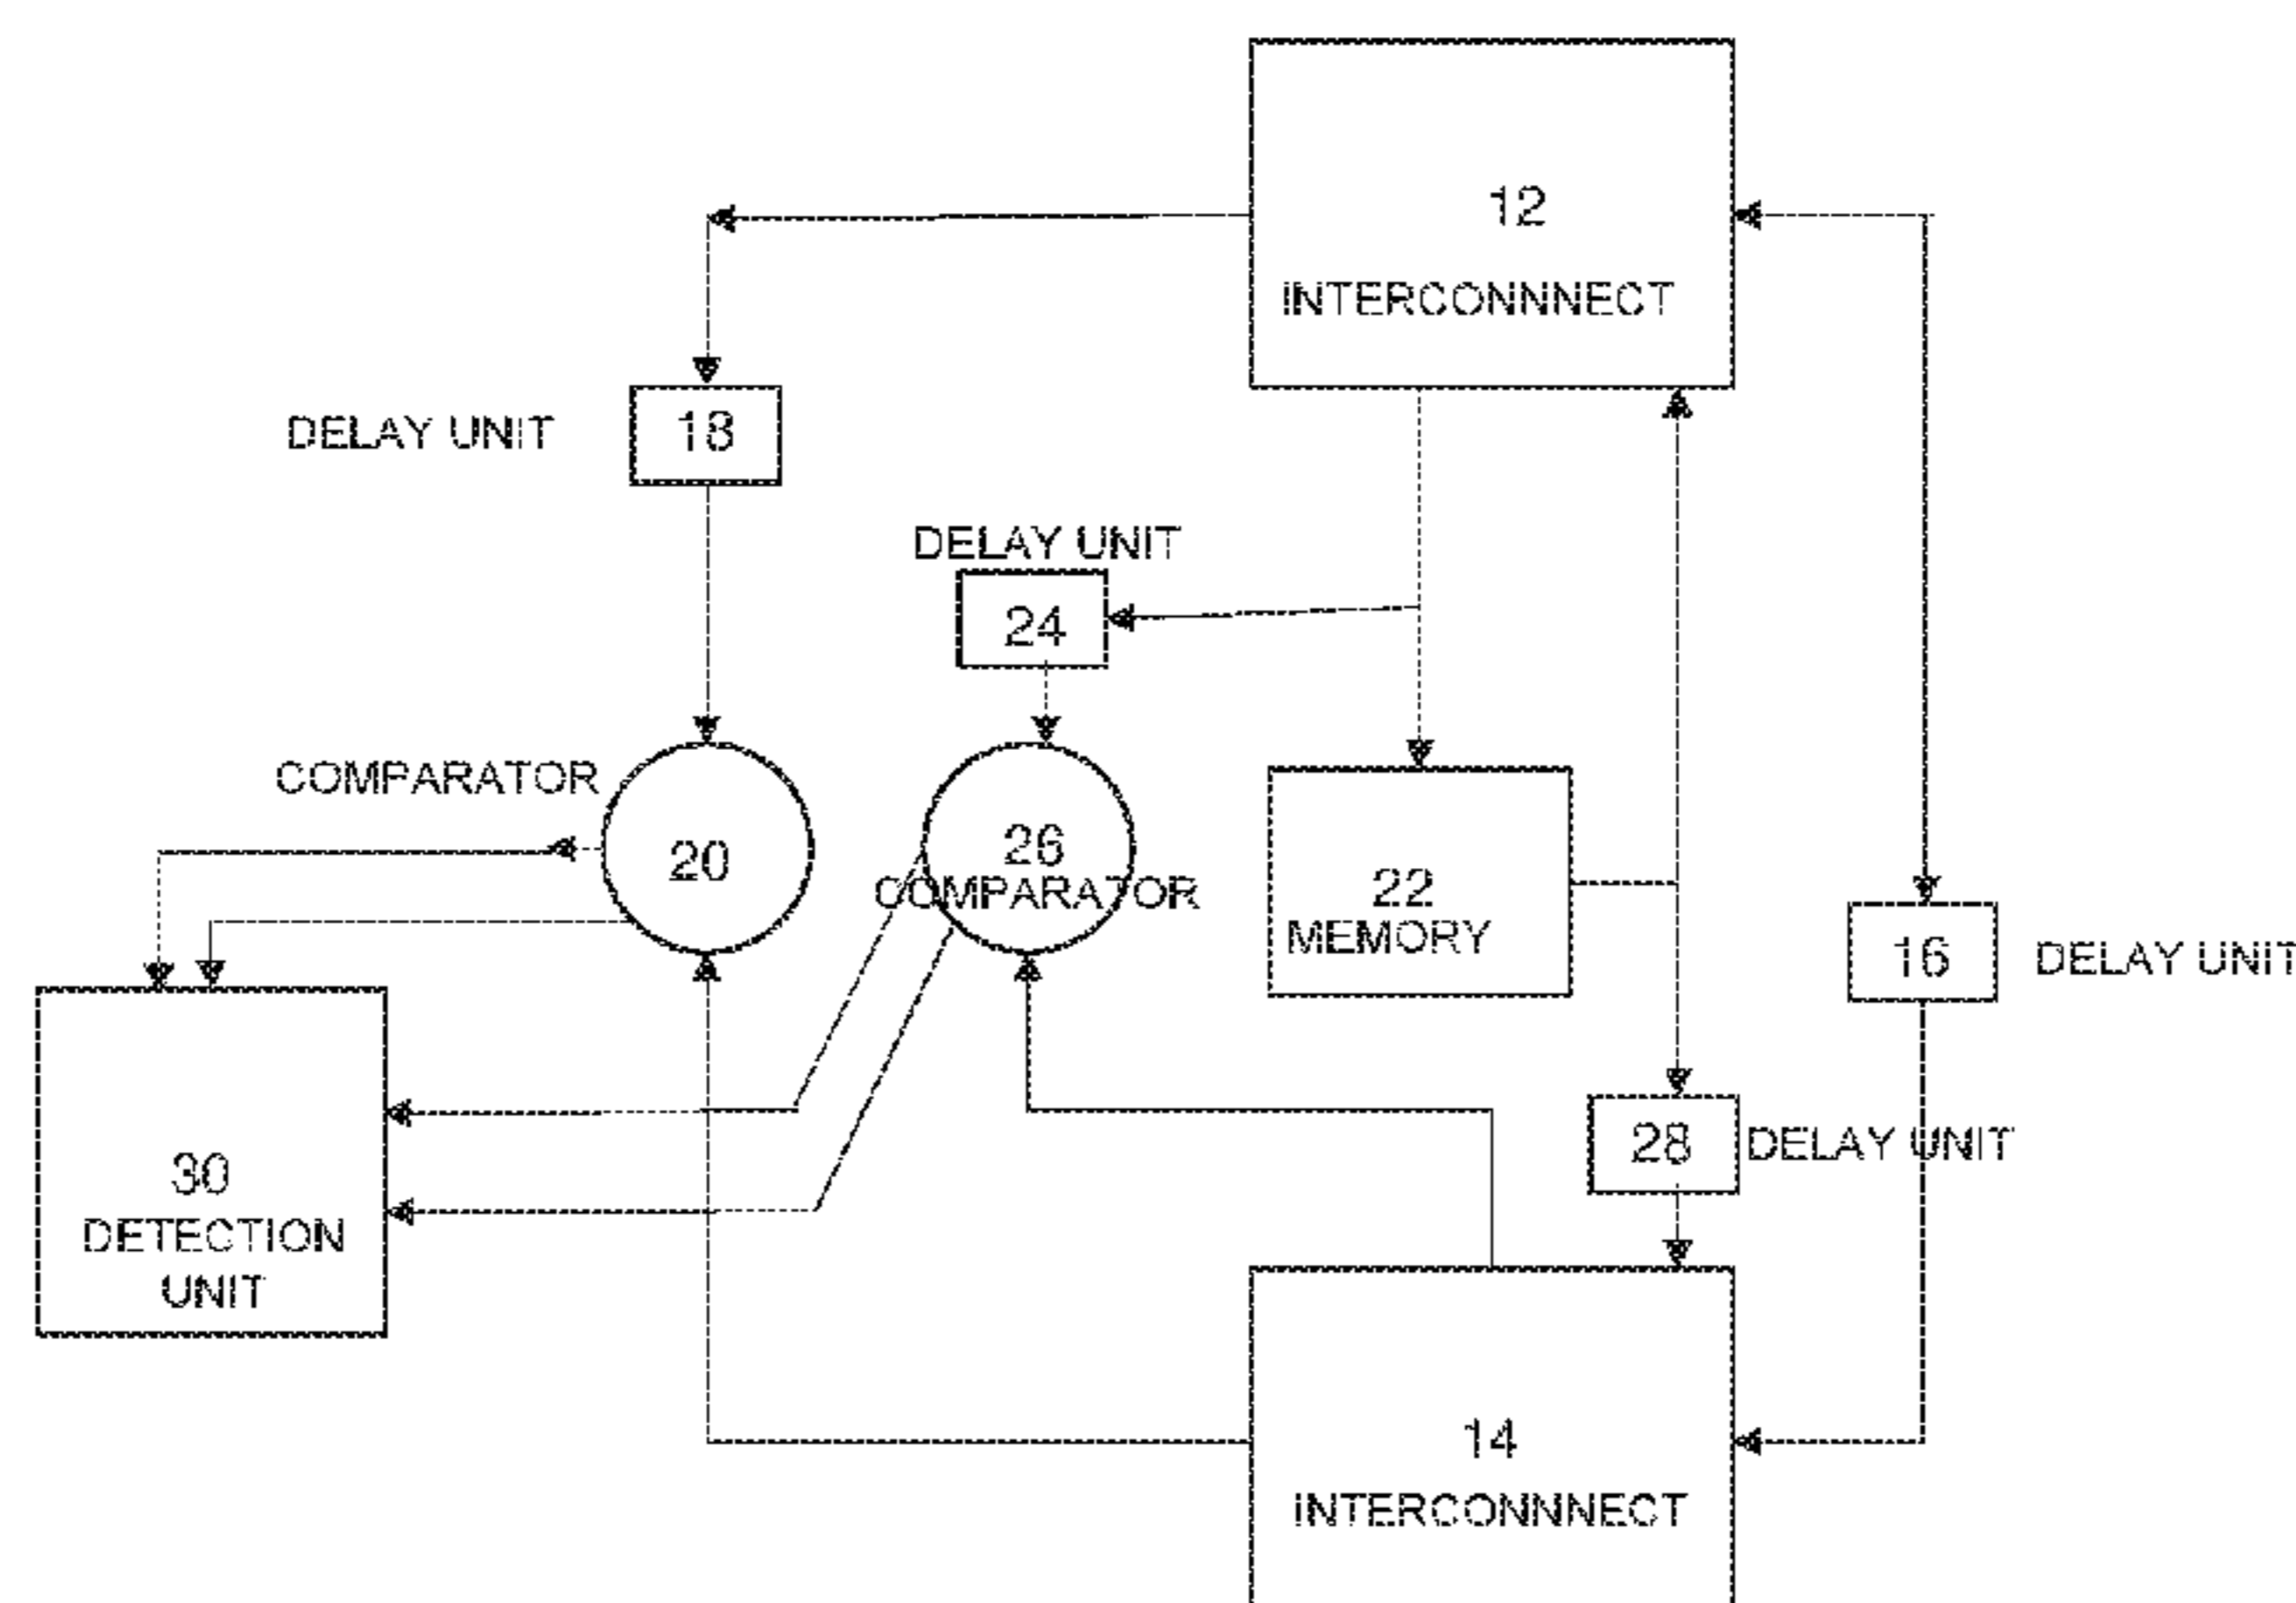 12
INTERCONNNECT
DELAY UNIT
18
DELAY UNIT
24
COMPARATOR
20
26
COMPARATOR
22
MEMORY
16
DELAY UNIT
28
DELAY UNIT
30
DETECTION
UNIT
14
INTERCONNNECT